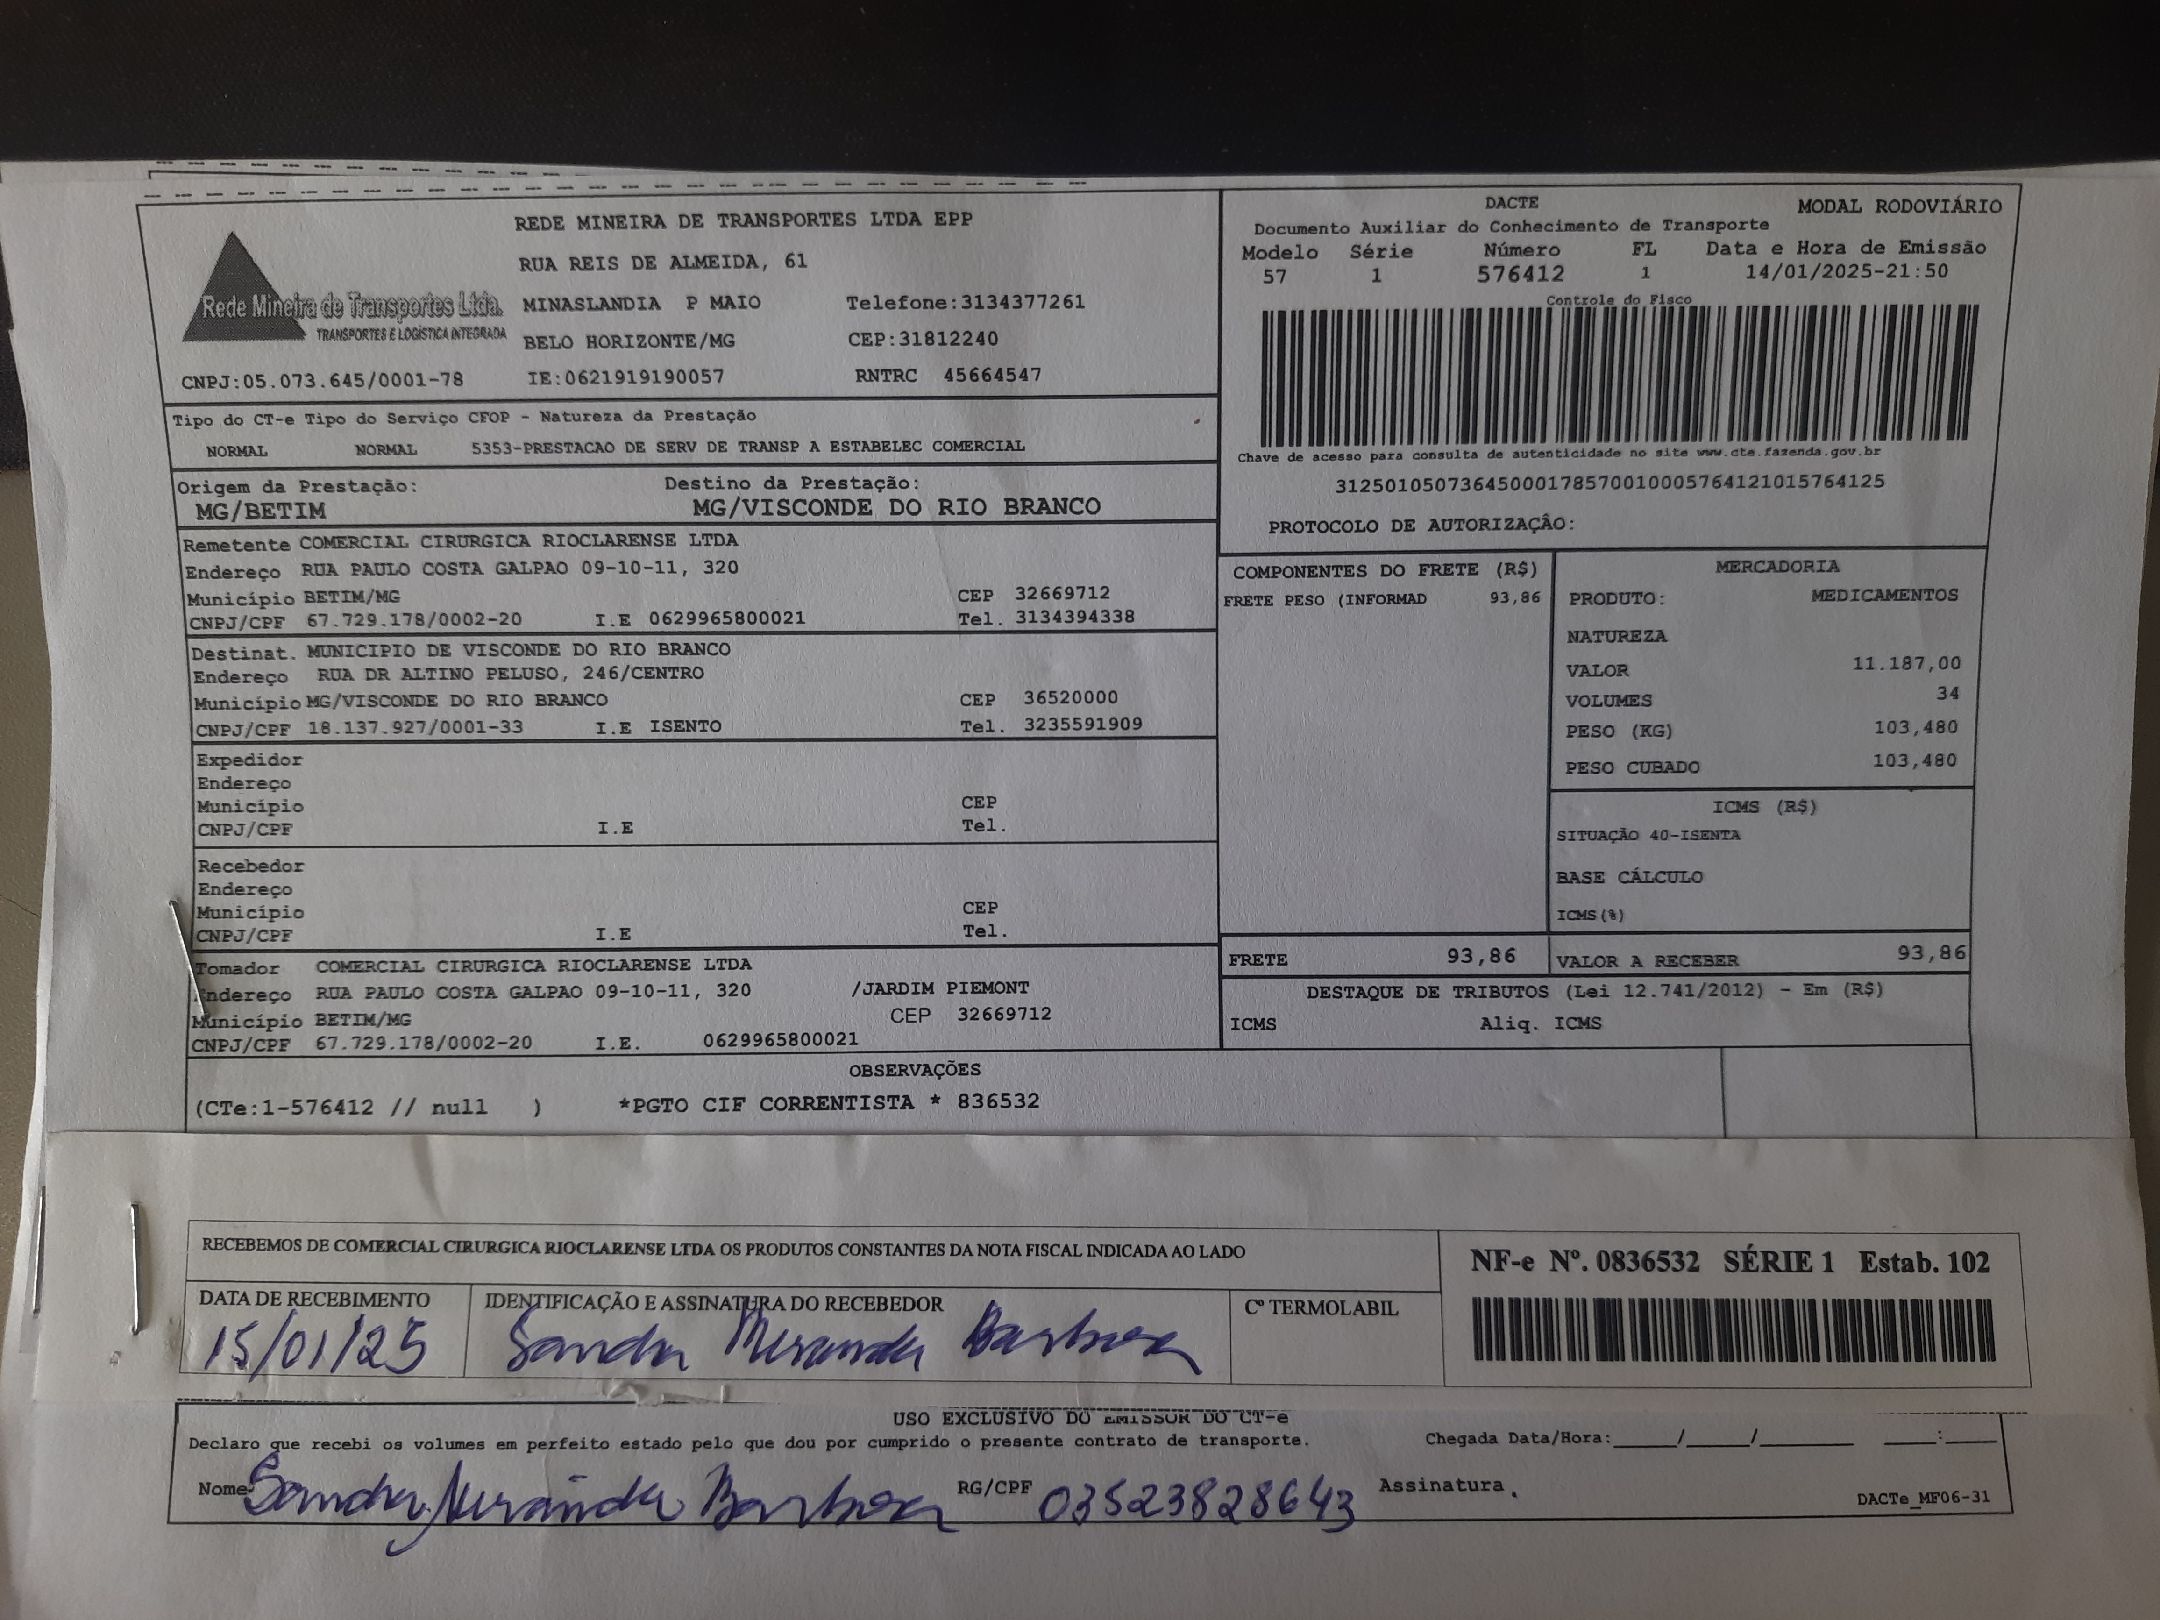 REDE MINEIRA DE TRANSPORTES LTDA EPP
RUA REIS DE ALMEIDA, 61
Rede Mineira de Transportes Ltda.
TRANSPORTES E LOGÍSTICA INTEGRADA
MINASLANDIA P MAIO Telefone:3134377261
BELO HORIZONTE/MG CEP:31812240
CNPJ:05.073.645/0001-78 IE:0621919190057 RNTRC 45664547
DACTE MODAL RODOVIÁRIO
Documento Auxiliar do Conhecimento de Transporte
Modelo Série Número FL Data e Hora de Emissão
57 1 576412 1 14/01/2025-21:50
Controle do Fisco
Chave de acesso para consulta de autenticidade no site www.cte.fazenda.gov.br
31250105073645000178570010005764121015764125
PROTOCOLO DE AUTORIZAÇÂO:
Tipo do CT-e Tipo do Serviço CFOP - Natureza da Prestação
NORMAL NORMAL 5353-PRESTACAO DE SERV DE TRANSP A ESTABELEC COMERCIAL
Origem da Prestação: Destino da Prestação:
MG/BETIM MG/VISCONDE DO RIO BRANCO
Remetente COMERCIAL CIRURGICA RIOCLARENSE LTDA
Endereço RUA PAULO COSTA GALPAO 09-10-11, 320
Município BETIM/MG CEP 32669712
CNPJ/CPF 67.729.178/0002-20 I.E 0629965800021 Tel. 3134394338
Destinat. MUNICIPIO DE VISCONDE DO RIO BRANCO
Endereço RUA DR ALTINO PELUSO, 246/CENTRO
Município MG/VISCONDE DO RIO BRANCO CEP 36520000
CNPJ/CPF 18.137.927/0001-33 I.E ISENTO Tel. 3235591909
Expedidor
Endereço
Município CEP
CNPJ/CPF I.E Tel.
Recebedor
Endereço
Município CEP
CNPJ/CPF I.E Tel.
Tomador COMERCIAL CIRURGICA RIOCLARENSE LTDA
Endereço RUA PAULO COSTA GALPAO 09-10-11, 320 /JARDIM PIEMONT
Município BETIM/MG CEP 32669712
CNPJ/CPF 67.729.178/0002-20 I.E. 0629965800021
COMPONENTES DO FRETE (R$)
FRETE PESO (INFORMAD 93,86
MERCADORIA
PRODUTO: MEDICAMENTOS
NATUREZA
VALOR 11.187,00
VOLUMES 34
PESO (KG) 103,480
PESO CUBADO 103,480
ICMS (R$)
SITUAÇÃO 40-ISENTA
BASE CÁLCULO
ICMS(%)
FRETE 93,86 VALOR A RECEBER 93,86
DESTAQUE DE TRIBUTOS (Lei 12.741/2012) - Em (R$)
ICMS Aliq. ICMS
OBSERVAÇÕES
(CTe:1-576412 // null ) *PGTO CIF CORRENTISTA * 836532
RECEBEMOS DE COMERCIAL CIRURGICA RIOCLARENSE LTDA OS PRODUTOS CONSTANTES DA NOTA FISCAL INDICADA AO LADO
NF-e Nº. 0836532 SÉRIE 1 Estab. 102
DATA DE RECEBIMENTO IDENTIFICAÇÃO E ASSINATURA DO RECEBEDOR Cº TERMOLABIL
15/01/25 Sandra Miranda Barbosa
USO EXCLUSIVO DO EMISSOR DO CT-e
Declaro que recebi os volumes em perfeito estado pelo que dou por cumprido o presente contrato de transporte. Chegada Data/Hora:_____/_____/_______ ____:____
Nome Sandra Miranda Barbosa RG/CPF 03523828643 Assinatura
DACTe_MF06-31